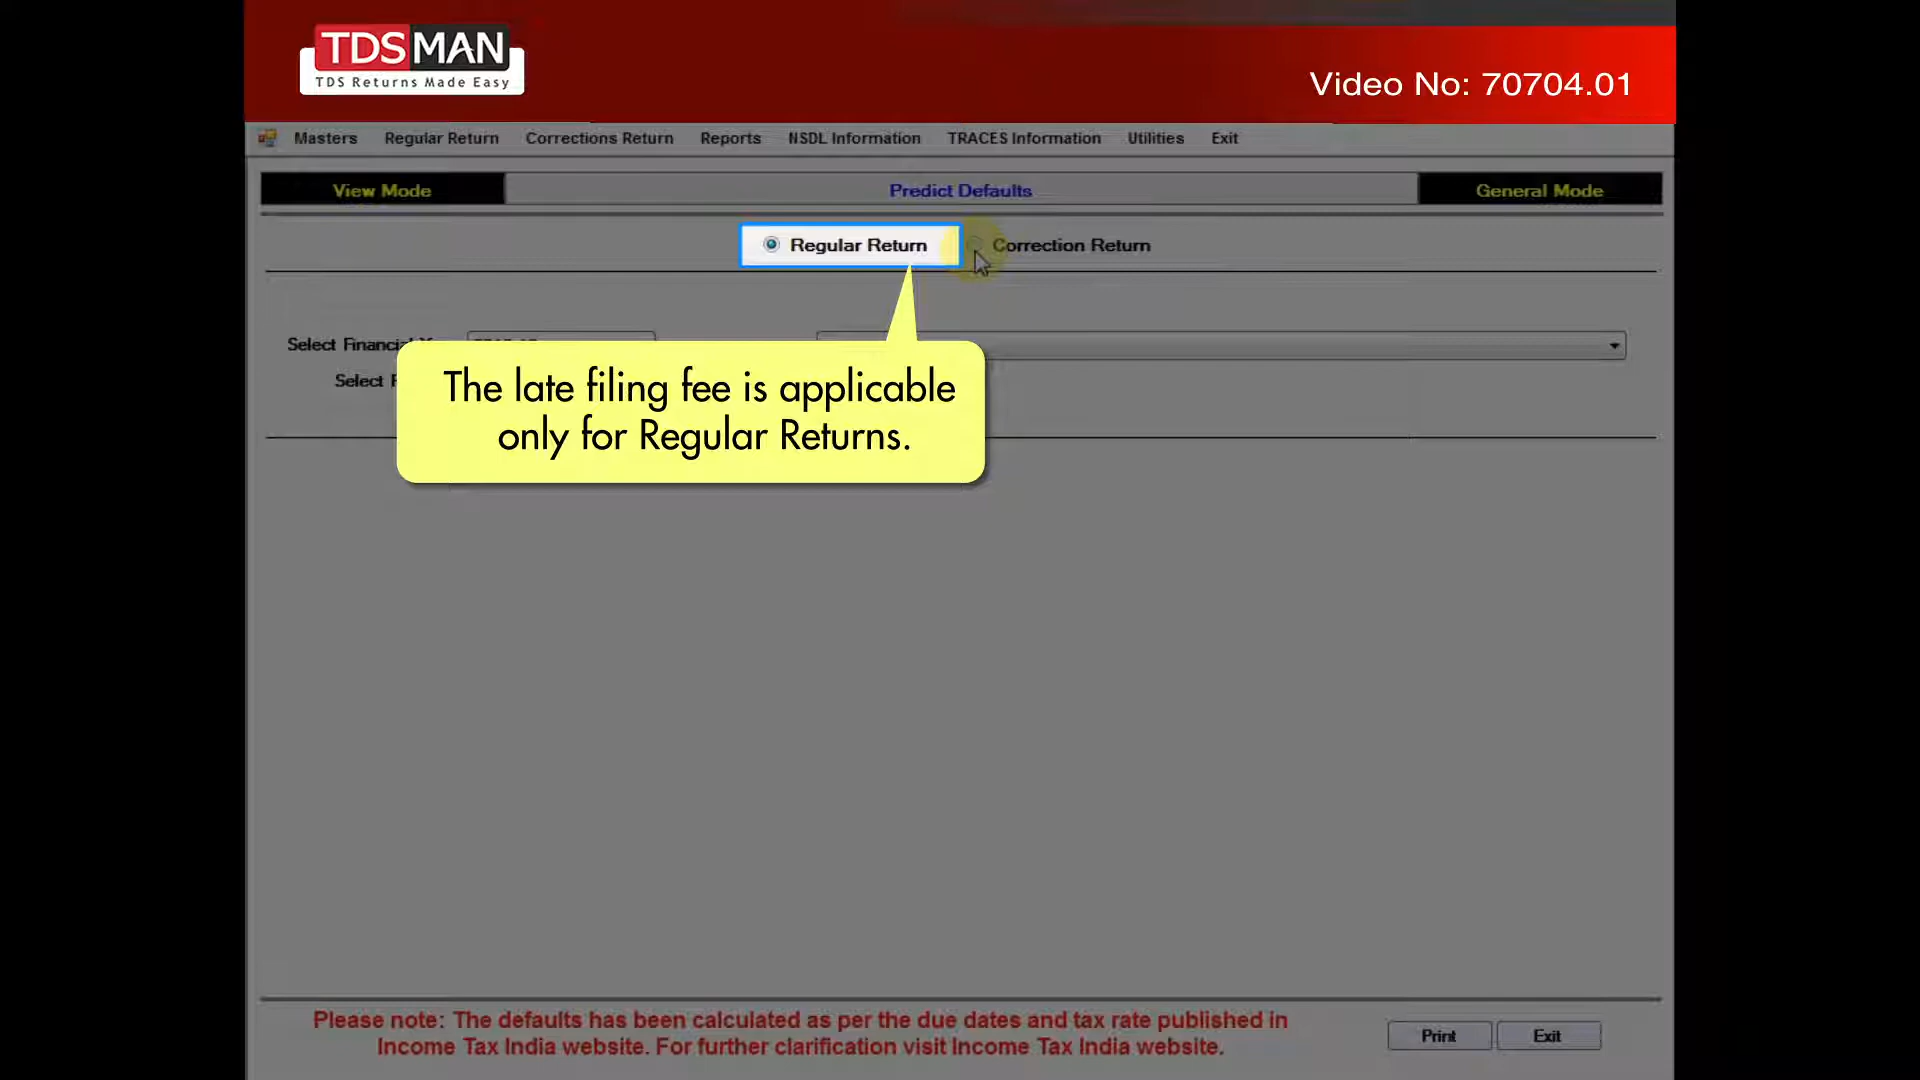 TDSMAN
TDS Returns Made Easy
Video No: 70704.01
Masters Regular Return Corrections Return Reports NSDL Information TRACES Information Utilities Exit
View Mode Predict Defaults General Mode
Regular Return Correction Return
Select Financial
Select
The late filing fee is applicable
only for Regular Returns.
Please note: The defaults has been calculated as per the due dates and tax rate published in
Income Tax India website. For further clarification visit Income Tax India website.
Print Exit